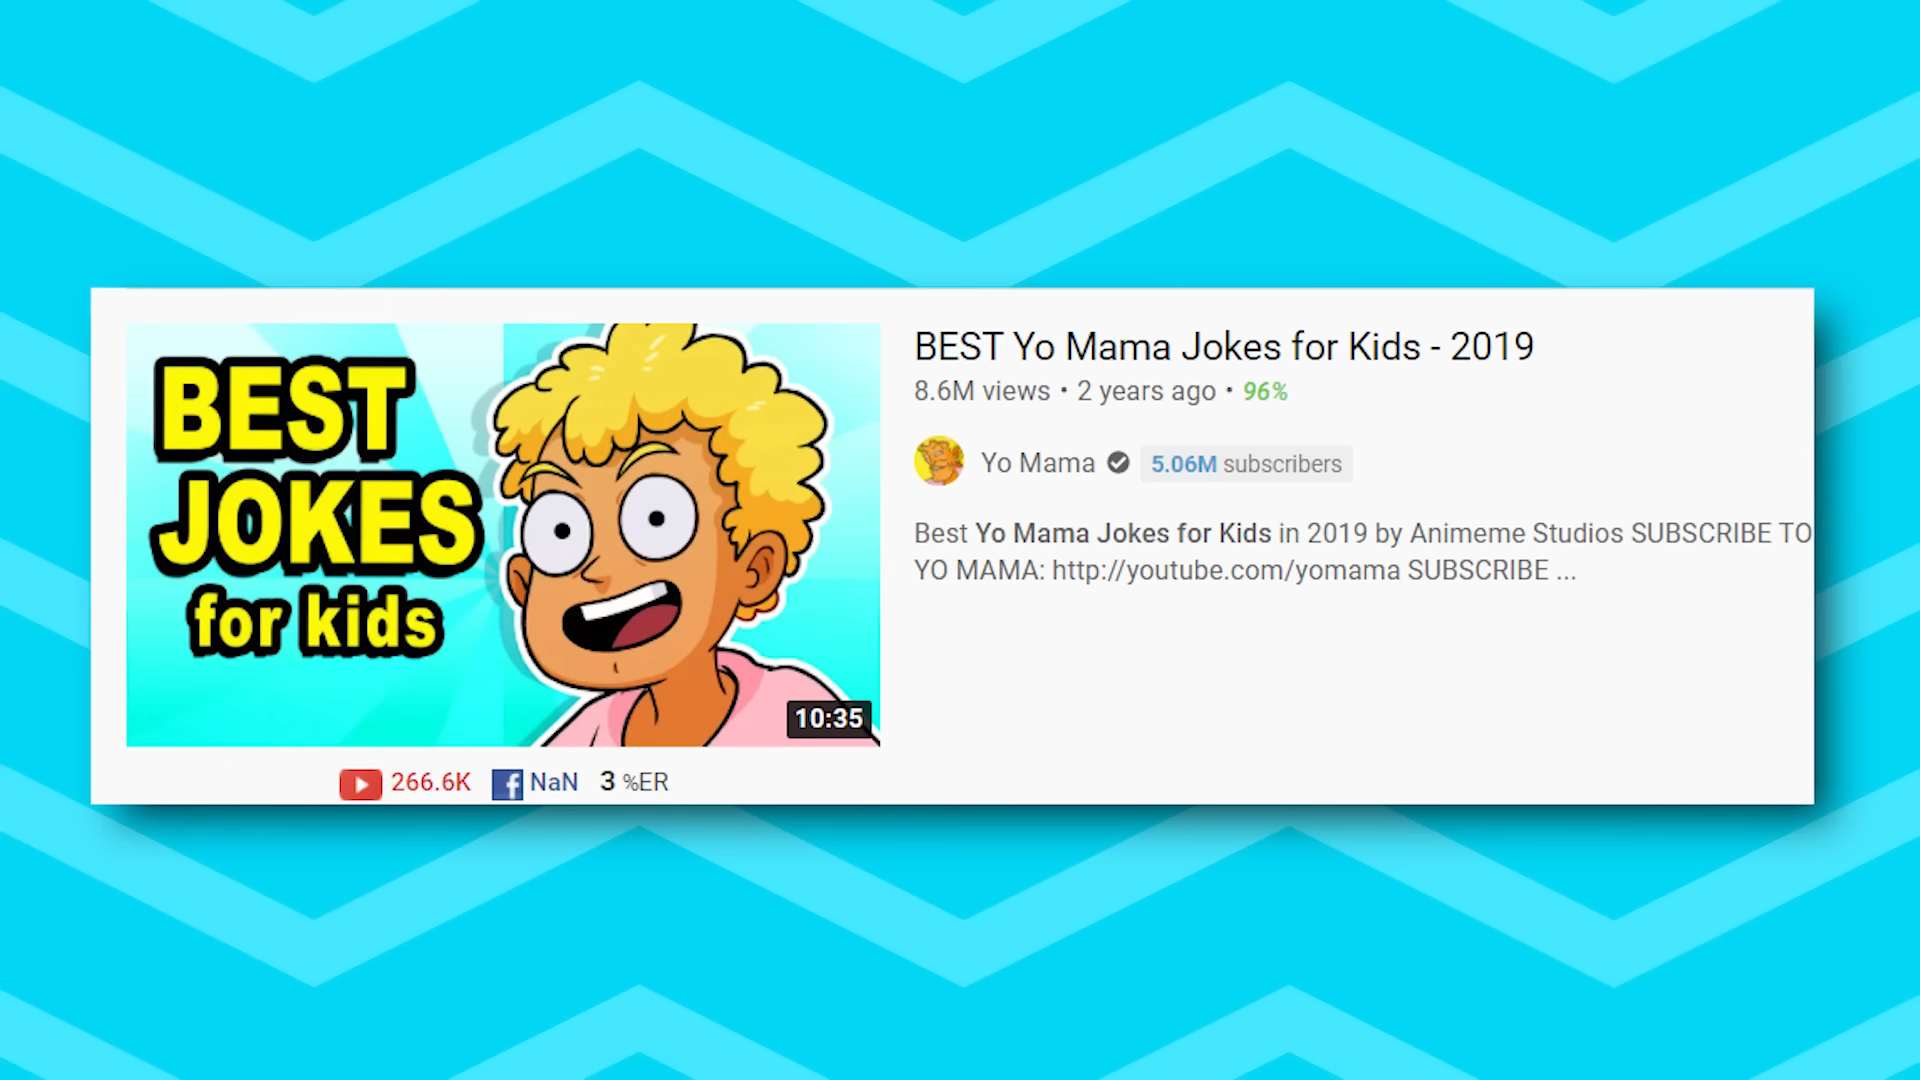 BEST
JOKES
for kids
10:35
266.6K NaN 3 %ER
BEST Yo Mama Jokes for Kids - 2019
8.6M views • 2 years ago • 96%
Yo Mama 5.06M subscribers
Best Yo Mama Jokes for Kids in 2019 by Animeme Studios SUBSCRIBE TO
YO MAMA: http://youtube.com/yomama SUBSCRIBE ...